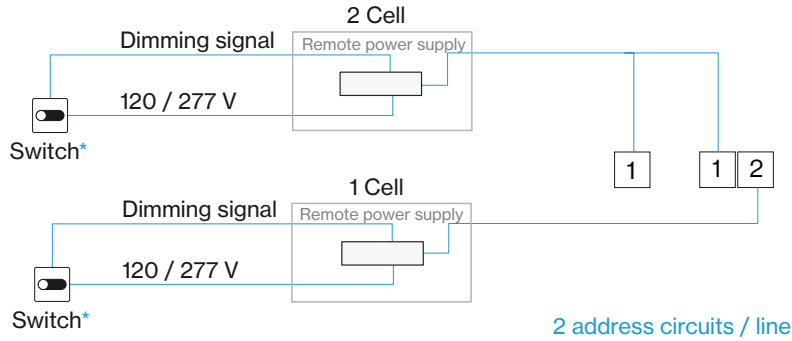 2 Cell
Dimming signal
Remote power supply
120 / 277 V
Switch*
1
1 2
1 Cell
Dimming signal
Remote power supply
120 / 277 V
Switch*
2 address circuits / line